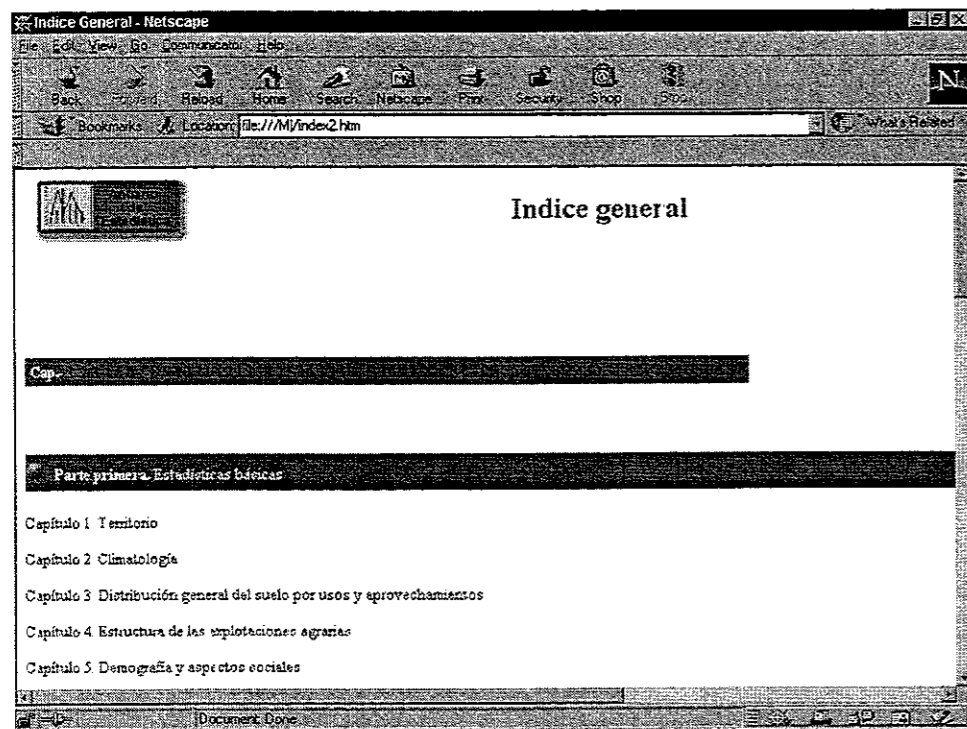 Indice General - Netscape
File Edit View Go Communicator Help
Back Forward Reload Home Search Netscape Print Security Shop Stop
Bookmarks Location: file:///M|/index2.htm What's Related
N
Indice general
Cap.
Parte primera. Estadísticas básicas
Capítulo 1. Territorio
Capítulo 2. Climatología
Capítulo 3. Distribución general del suelo por usos y aprovechamientos
Capítulo 4. Estructura de las explotaciones agrarias
Capítulo 5. Demografía y aspectos sociales
Document: Done